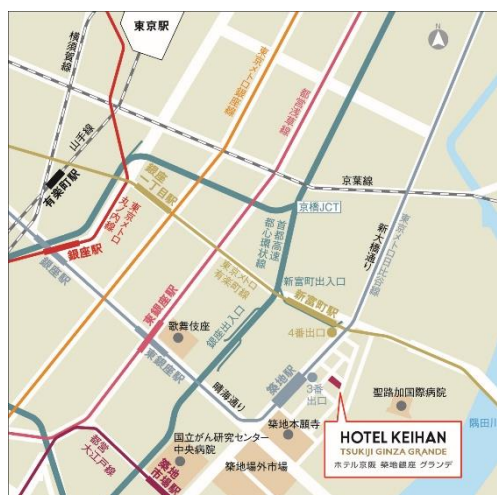 東京駅
横須賀線
山手線
有楽町駅
東京メトロ銀座線
都営浅草線
京葉線
銀座
一丁目駅
東京メトロ
丸ノ内線
銀座駅
銀座駅
京橋JCT
首都高速
都心環状線
新大橋通り
東京メトロ日比谷線
新富町出入口
東京メトロ
有楽町線
新富町駅
4番出口
東銀座駅
歌舞伎座
銀座出入口
東銀座駅
晴海通り
築地駅
3番
出口
聖路加国際病院
隅田川
築地本願寺
国立がん研究センター
中央病院
築地場外市場
都営
大江戸線
築地
市場駅
HOTEL KEIHAN
TSUKIJI GINZA GRANDE
ホテル京阪 築地銀座 グランデ
N